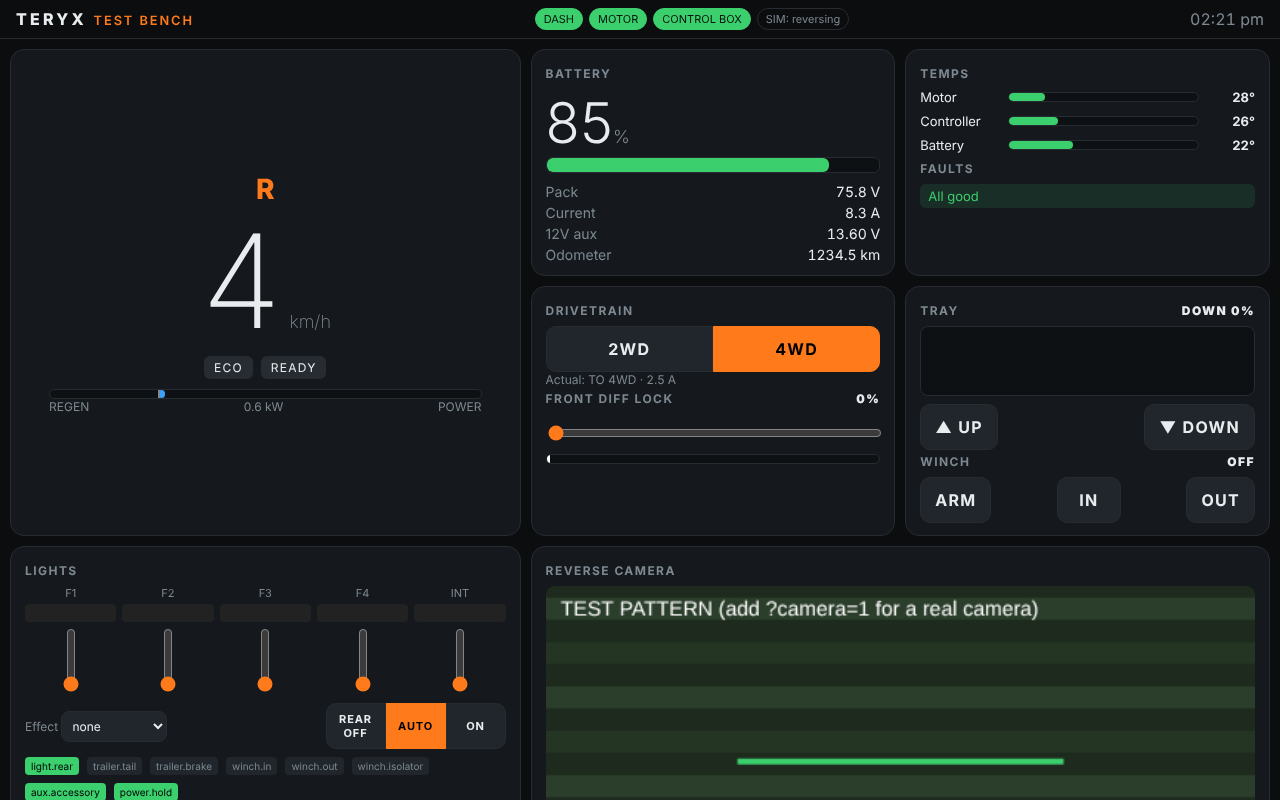 TERYX TEST BENCH
DASH MOTOR CONTROL BOX SIM: reversing
02:21 pm
R
4 km/h
ECO READY
REGEN 0.6 kW POWER
BATTERY
85%
Pack 75.8 V
Current 8.3 A
12V aux 13.60 V
Odometer 1234.5 km
TEMPS
Motor 28°
Controller 26°
Battery 22°
FAULTS
All good
DRIVETRAIN
2WD 4WD
Actual: TO 4WD · 2.5 A
FRONT DIFF LOCK 0%
TRAY DOWN 0%
▲ UP ▼ DOWN
WINCH OFF
ARM IN OUT
LIGHTS
F1 F2 F3 F4 INT
Effect none
REAR
OFF
AUTO ON
light.rear trailer.tail trailer.brake winch.in winch.out winch.isolator
aux.accessory power.hold
REVERSE CAMERA
TEST PATTERN (add ?camera=1 for a real camera)